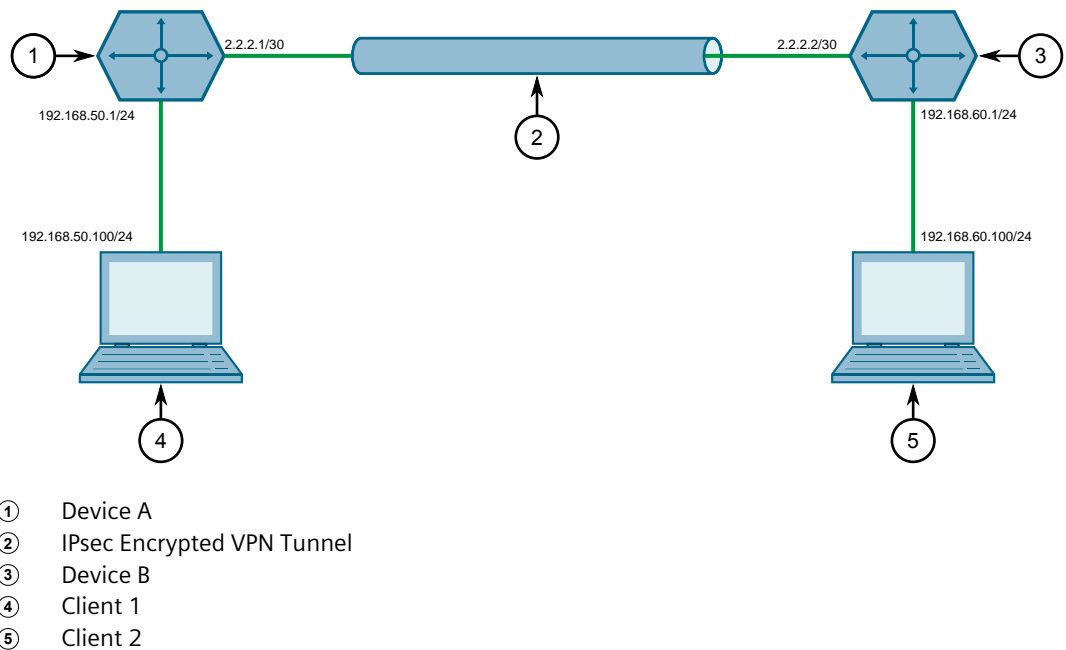 1
2.2.2.1/30
2.2.2.2/30
3
192.168.50.1/24
2
192.168.60.1/24
192.168.50.100/24
192.168.60.100/24
4
5
1 Device A
2 IPsec Encrypted VPN Tunnel
3 Device B
4 Client 1
5 Client 2